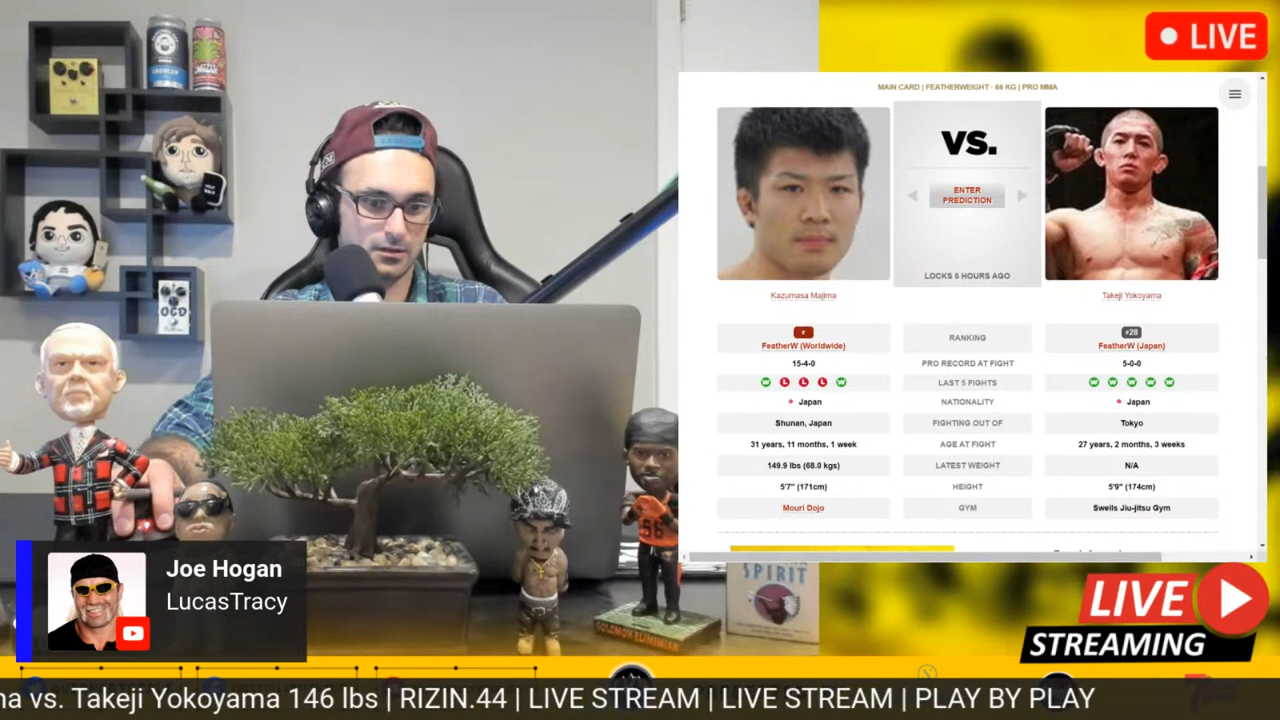 LIVE
MAIN CARD | FEATHERWEIGHT · 66 KG | PRO MMA
VS.
ENTER
PREDICTION
LOCKS 6 HOURS AGO
Kazumasa Majima
Takeji Yokoyama
FeatherW (Worldwide)
RANKING
#28
FeatherW (Japan)
15-4-0
PRO RECORD AT FIGHT
5-0-0
W L L L W
LAST 5 FIGHTS
W W W W W
Japan
NATIONALITY
Japan
Shunan, Japan
FIGHTING OUT OF
Tokyo
31 years, 11 months, 1 week
AGE AT FIGHT
27 years, 2 months, 3 weeks
149.9 lbs (68.0 kgs)
LATEST WEIGHT
N/A
5'7" (171cm)
HEIGHT
5'9" (174cm)
Mouri Dojo
GYM
Swells Jiu-jitsu Gym
OCD
56
SPIRIT
SOLOMON ELIMIMIAN
Joe Hogan
LucasTracy
LIVE
STREAMING
na vs. Takeji Yokoyama 146 lbs | RIZIN.44 | LIVE STREAM | LIVE STREAM | PLAY BY PLAY